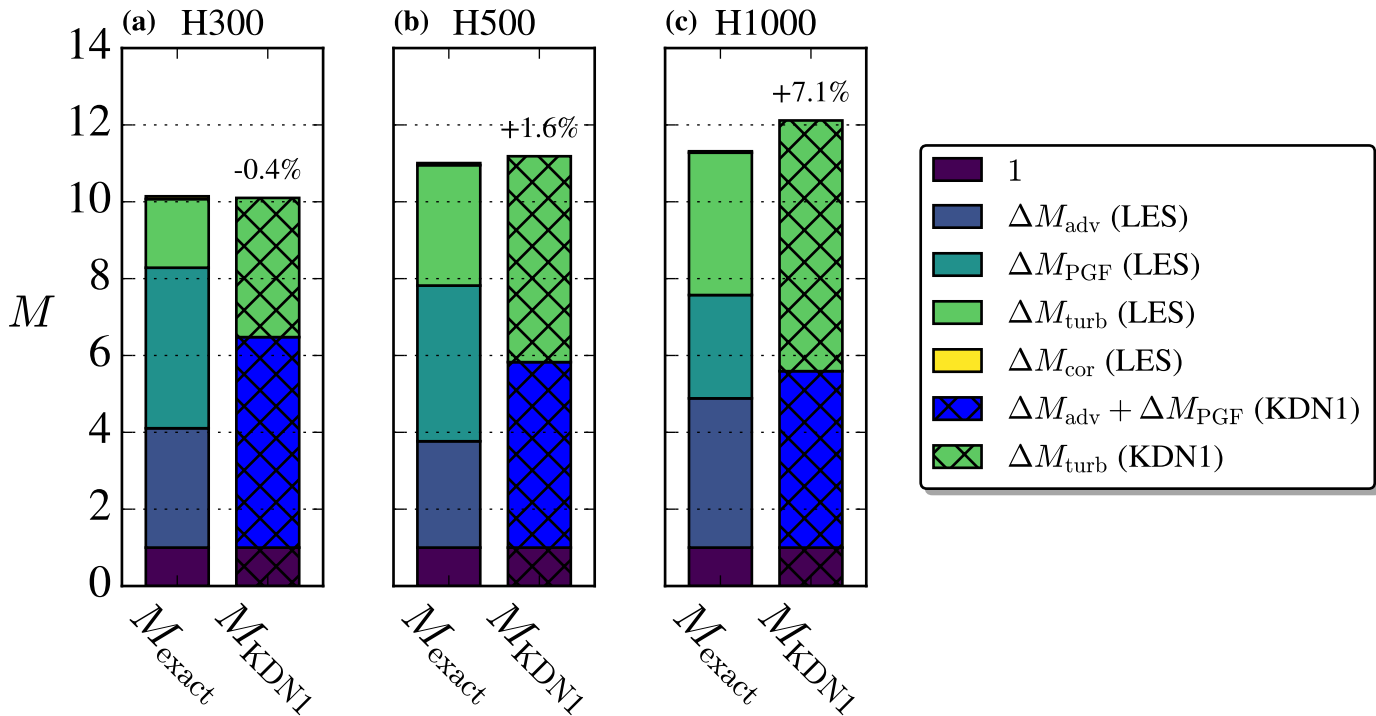 (a) H300
(b) H500
(c) H1000
14
12
10
8
6
4
2
0
M
-0.4%
+1.6%
+7.1%
M_exact
M_KDN1
M_exact
M_KDN1
M_exact
M_KDN1
1
ΔM_adv (LES)
ΔM_PGF (LES)
ΔM_turb (LES)
ΔM_cor (LES)
ΔM_adv + ΔM_PGF (KDN1)
ΔM_turb (KDN1)